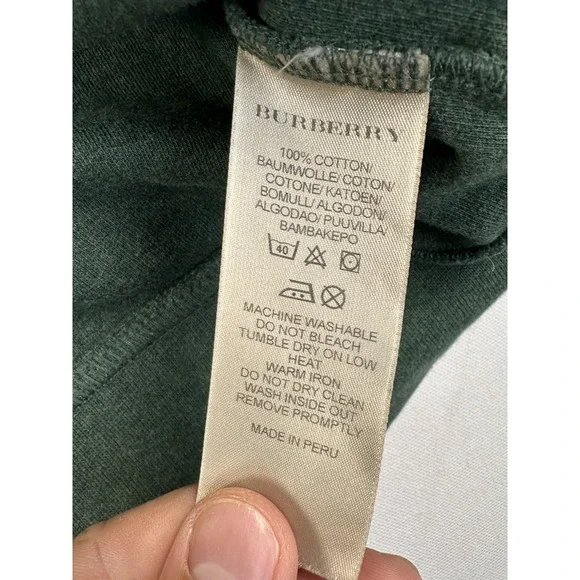 BURBERRY
100% COTTON/
BAUMWOLLE/ COTON/
COTONE/ KATOEN/
BOMULL/ ALGODON/
ALGODAO/ PUUVILLA/
BAMBAKEPO
40
MACHINE WASHABLE
DO NOT BLEACH
TUMBLE DRY ON LOW
HEAT
WARM IRON
DO NOT DRY CLEAN
WASH INSIDE OUT
REMOVE PROMPTLY
MADE IN PERU